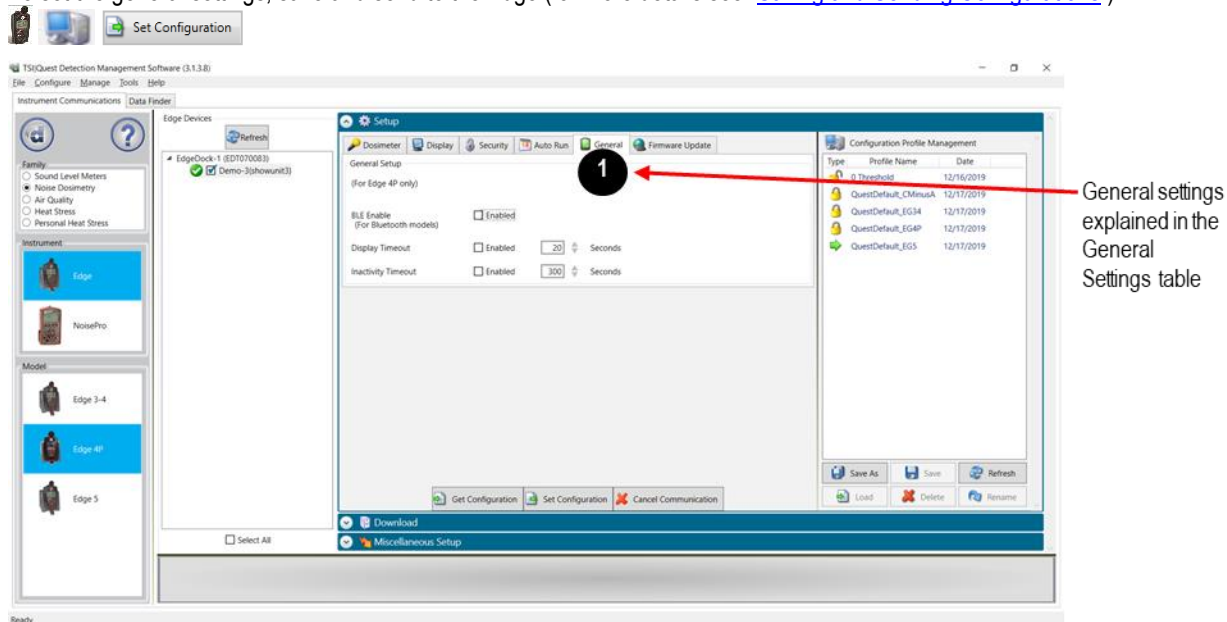 Set Configuration
TSI|Quest Detection Management Software (3.1.3.8)
File Configure Manage Tools Help
Instrument Communications Data Finder
Family
Sound Level Meters
Noise Dosimetry
Air Quality
Heat Stress
Personal Heat Stress
Instrument
Edge
NoisePro
Model
Edge 3-4
Edge 4P
Edge 5
Edge Devices
Refresh
EdgeDock-1 (EDT070083)
Demo-3(showunit3)
Select All
Setup
Dosimeter Display Security Auto Run General Firmware Update
1
General Setup
(For Edge 4P only)
BLE Enable Enabled
(For Bluetooth models)
Display Timeout Enabled 20 Seconds
Inactivity Timeout Enabled 300 Seconds
Get Configuration Set Configuration Cancel Communication
Download
Miscellaneous Setup
Configuration Profile Management
Type Profile Name Date
0 Threshold 12/16/2019
QuestDefault_CMinusA 12/17/2019
QuestDefault_EG34 12/17/2019
QuestDefault_EG4P 12/17/2019
QuestDefault_EG5 12/17/2019
Save As Save Refresh
Load Delete Rename
General settings
explained in the
General
Settings table
Ready